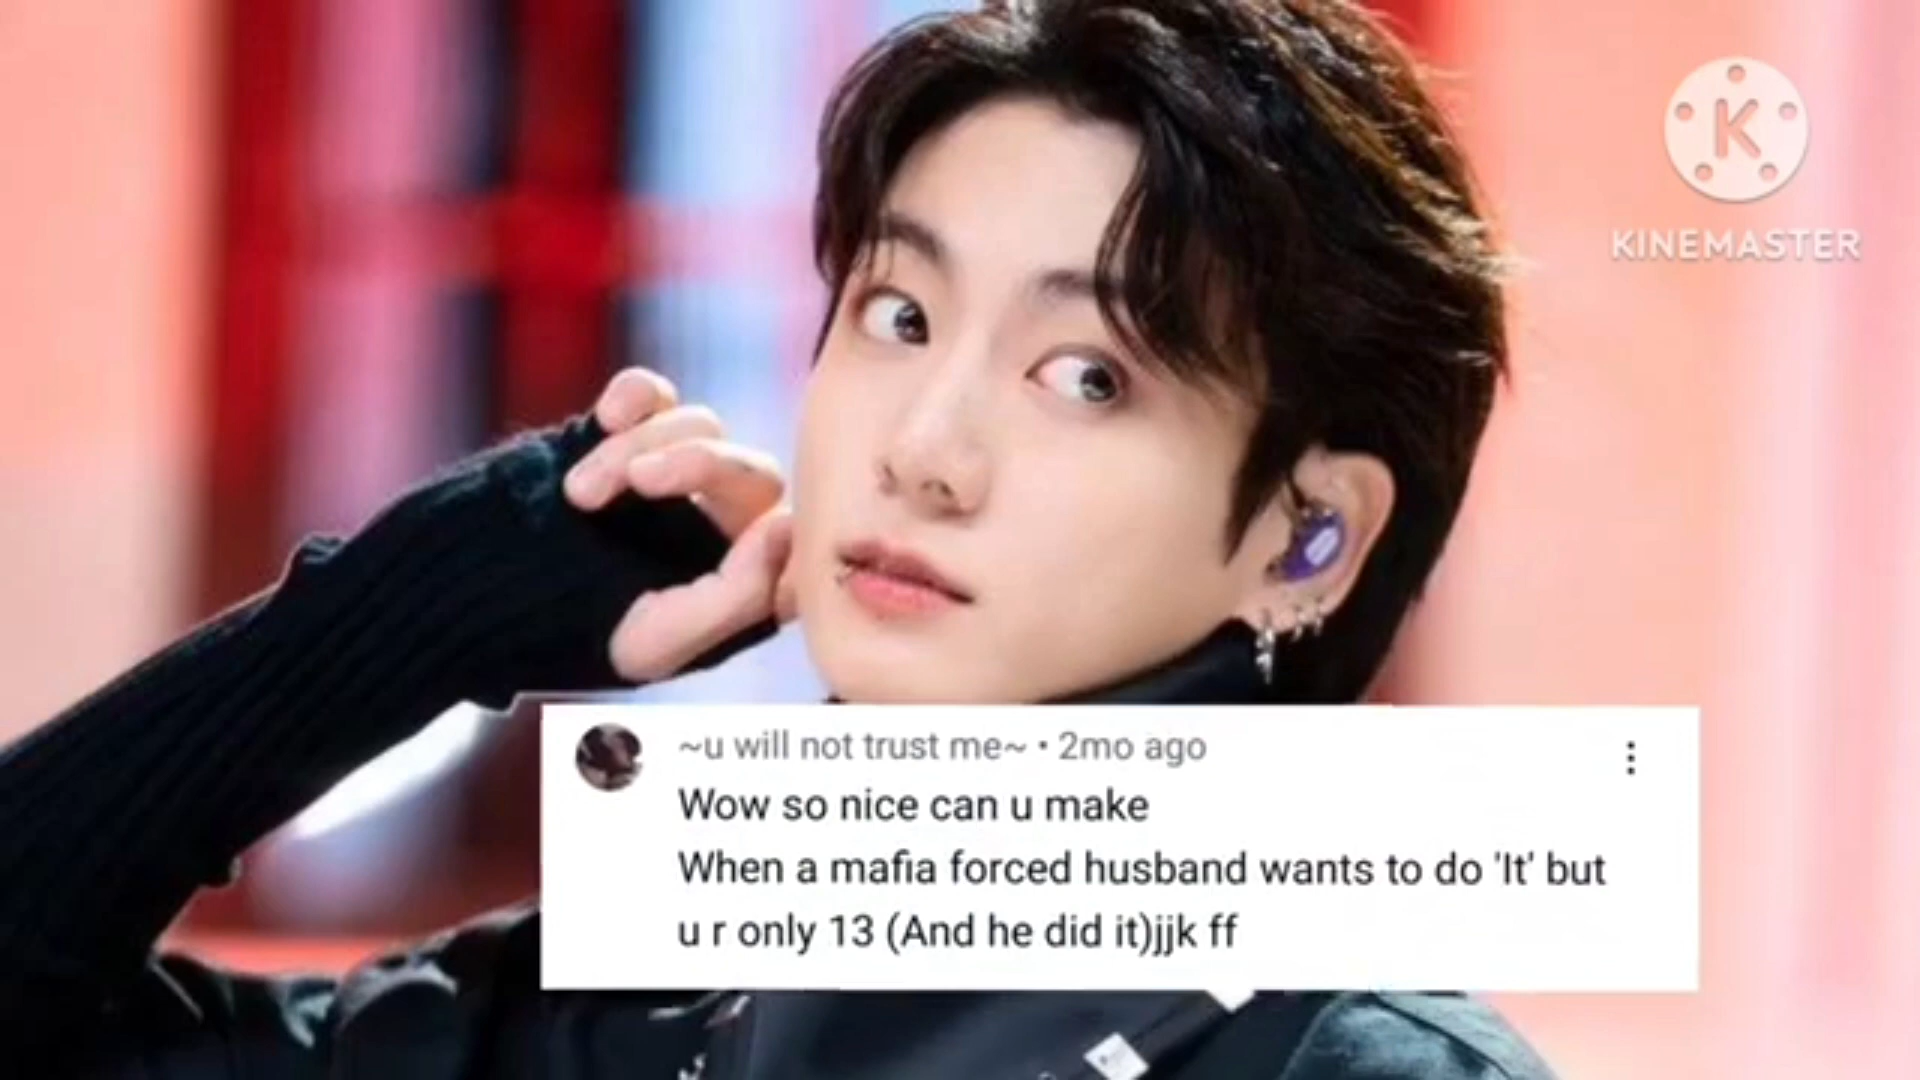 K
KINEMASTER
~u will not trust me~ • 2mo ago
Wow so nice can u make
When a mafia forced husband wants to do 'It' but
u r only 13 (And he did it)jjk ff